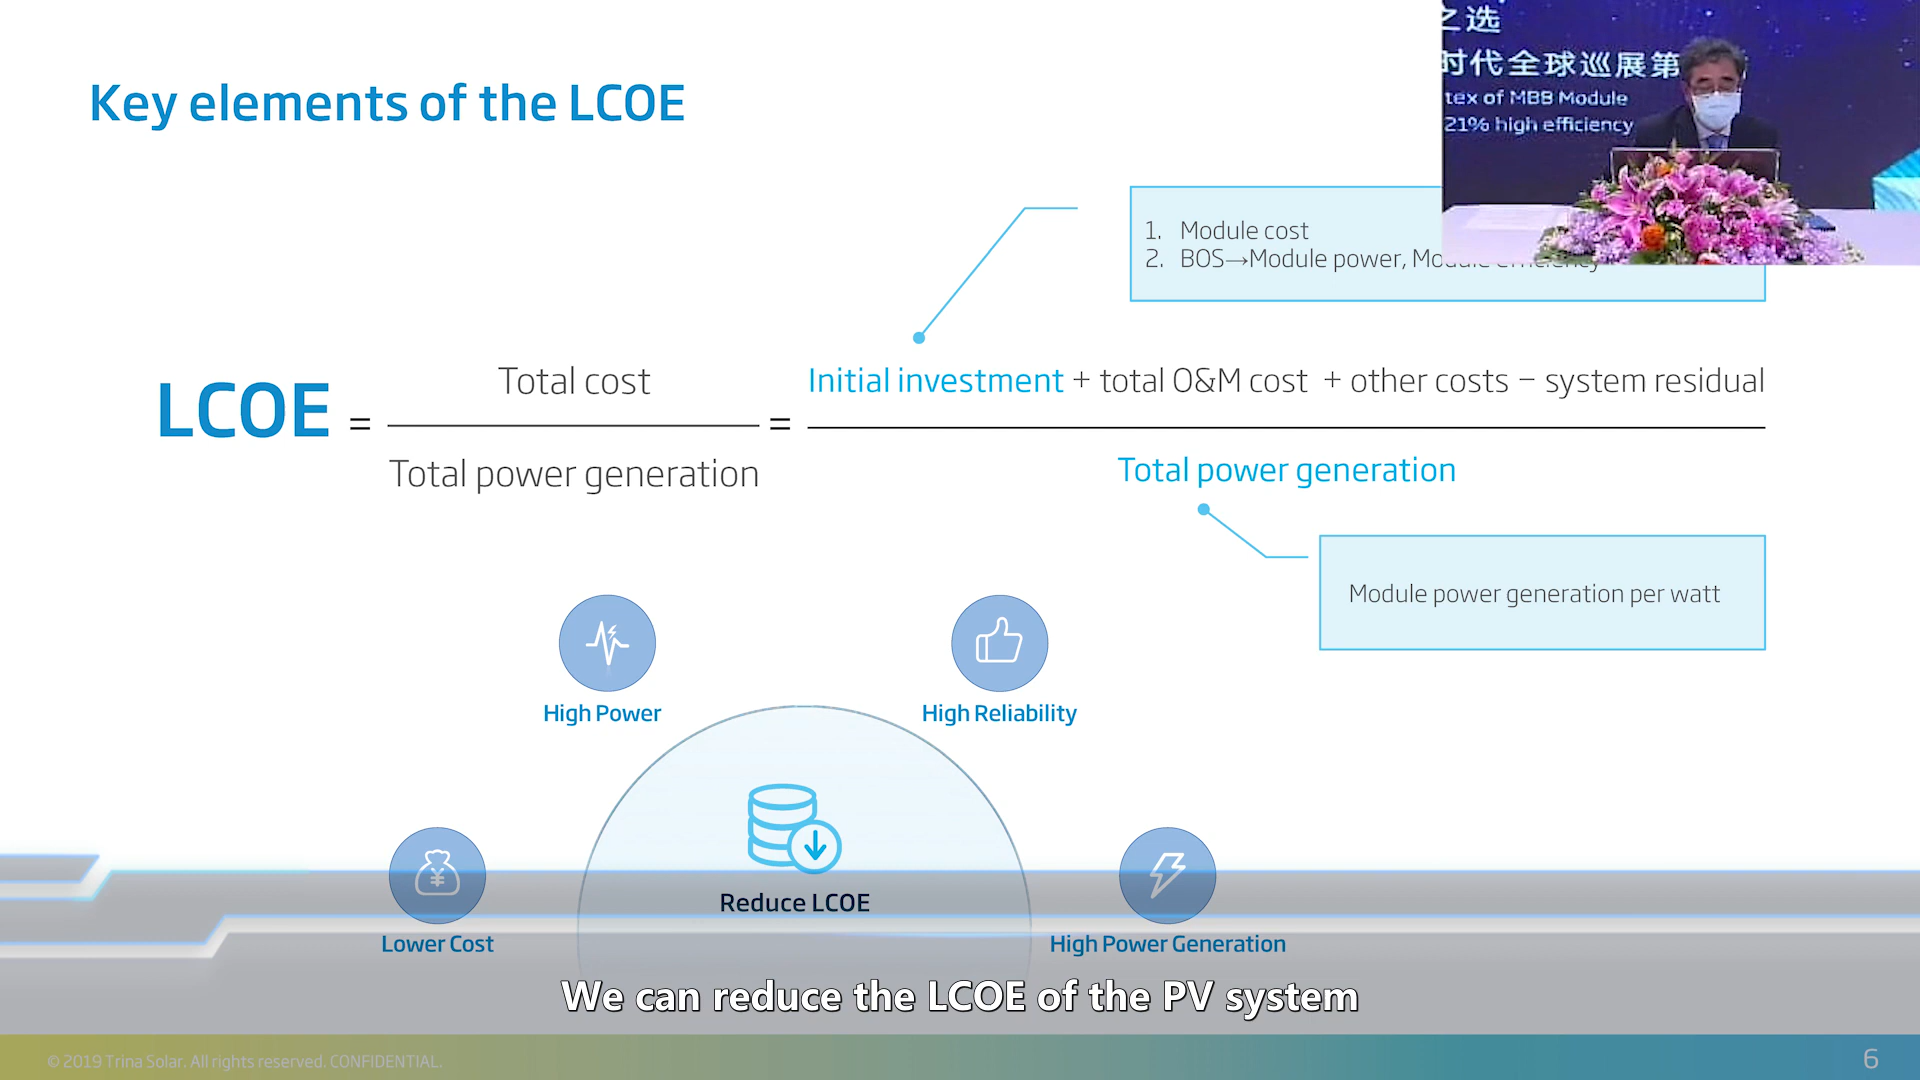 Key elements of the LCOE
之选
时代全球巡展第
tex of MBB Module
21% high efficiency
1. Module cost
2. BOS→Module power, Module efficiency
LCOE = Total cost = Initial investment + total O&M cost + other costs − system residual
Total power generation
Total power generation
Module power generation per watt
High Power
High Reliability
¥
Reduce LCOE
Lower Cost
High Power Generation
We can reduce the LCOE of the PV system
© 2019 Trina Solar. All rights reserved. CONFIDENTIAL.
6